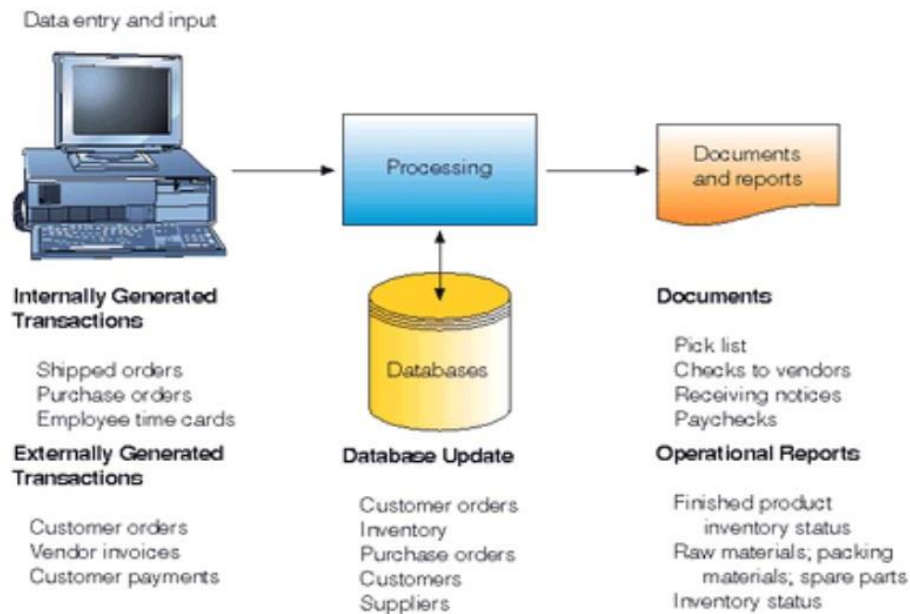 Data entry and input
Processing
Documents
and reports
Databases
Internally Generated
Transactions
Shipped orders
Purchase orders
Employee time cards
Externally Generated
Transactions
Customer orders
Vendor invoices
Customer payments
Database Update
Customer orders
Inventory
Purchase orders
Customers
Suppliers
Documents
Pick list
Checks to vendors
Receiving notices
Paychecks
Operational Reports
Finished product
inventory status
Raw materials; packing
materials; spare parts
Inventory status